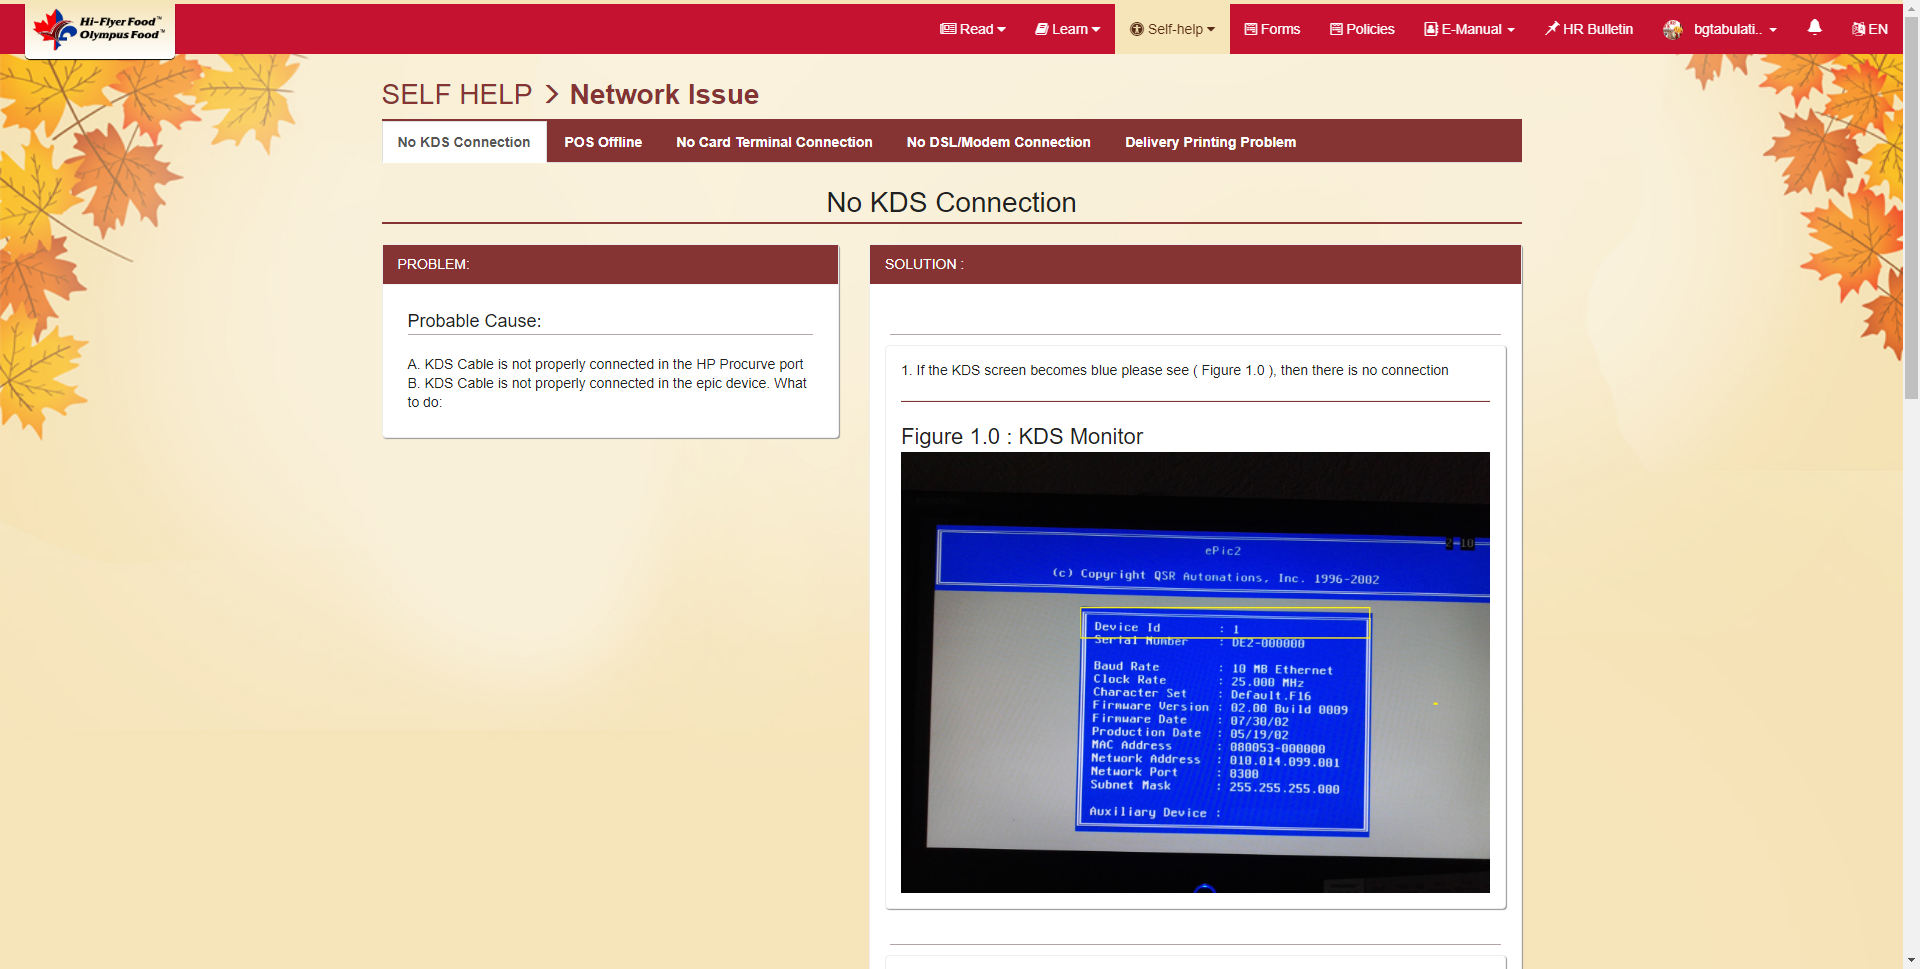 Hi-Flyer Food™
Olympus Food™
Read
Learn
Self-help
Forms
Policies
E-Manual
HR Bulletin
bgtabulati..
EN
SELF HELP > Network Issue
No KDS Connection
POS Offline
No Card Terminal Connection
No DSL/Modem Connection
Delivery Printing Problem
No KDS Connection
PROBLEM:
Probable Cause:
A. KDS Cable is not properly connected in the HP Procurve port
B. KDS Cable is not properly connected in the epic device. What
to do:
SOLUTION :
1. If the KDS screen becomes blue please see ( Figure 1.0 ), then there is no connection
Figure 1.0 : KDS Monitor
2 10
ePic2
(c) Copyright QSR Automations, Inc. 1996-2002
Device Id : 1
Serial Number : DE2-000000
Baud Rate : 10 MB Ethernet
Clock Rate : 25.000 MHz
Character Set : Default.F16
Firmware Version : 02.00 Build 0009
Firmware Date : 07/30/02
Production Date : 05/19/02
MAC Address : 080053-000000
Network Address : 010.014.099.001
Network Port : 8300
Subnet Mask : 255.255.255.000
Auxiliary Device :